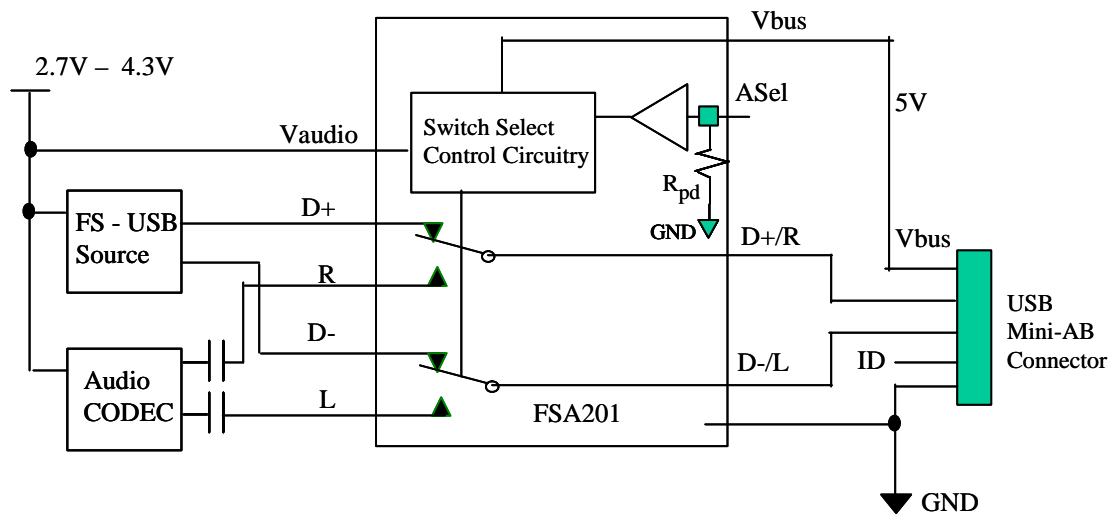 Vbus
2.7V – 4.3V
5V
ASel
Switch Select
Control Circuitry
Vaudio
Rpd
GND
FS - USB
Source
D+
D+/R
Vbus
R
USB
Mini-AB
Connector
D-
D-/L
ID
Audio
CODEC
L
FSA201
GND